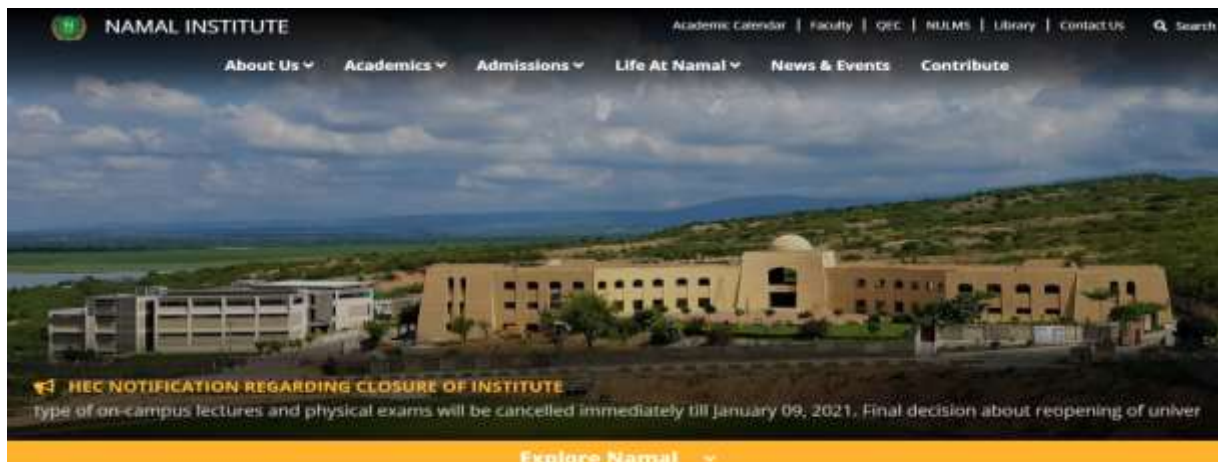 NAMAL INSTITUTE
Academic Calendar | Faculty | QEC | NULMS | Library | Contact Us Search
About Us Academics Admissions Life At Namal News & Events Contribute
HEC NOTIFICATION REGARDING CLOSURE OF INSTITUTE
type of on-campus lectures and physical exams will be cancelled immediately till January 09, 2021. Final decision about reopening of univer
Explore Namal